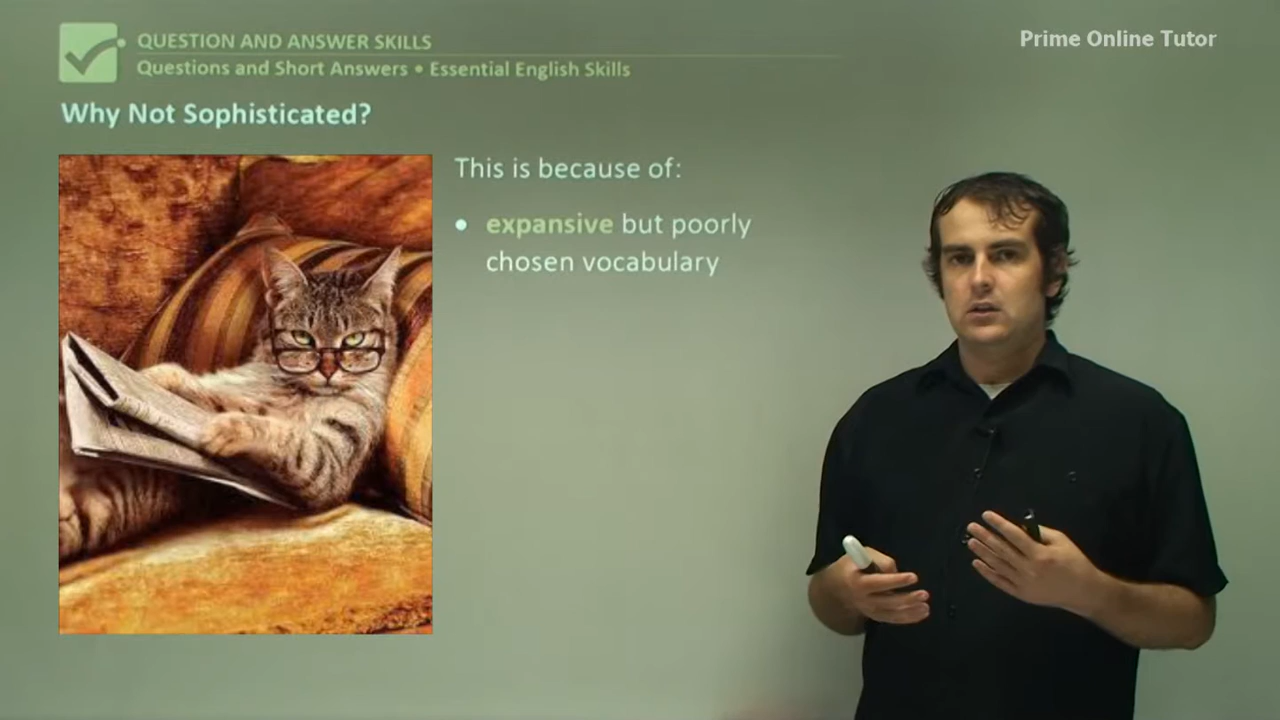 QUESTION AND ANSWER SKILLS
Prime Online Tutor
Questions and Short Answers • Essential English Skills
Why Not Sophisticated?
This is because of:
• expansive but poorly
chosen vocabulary